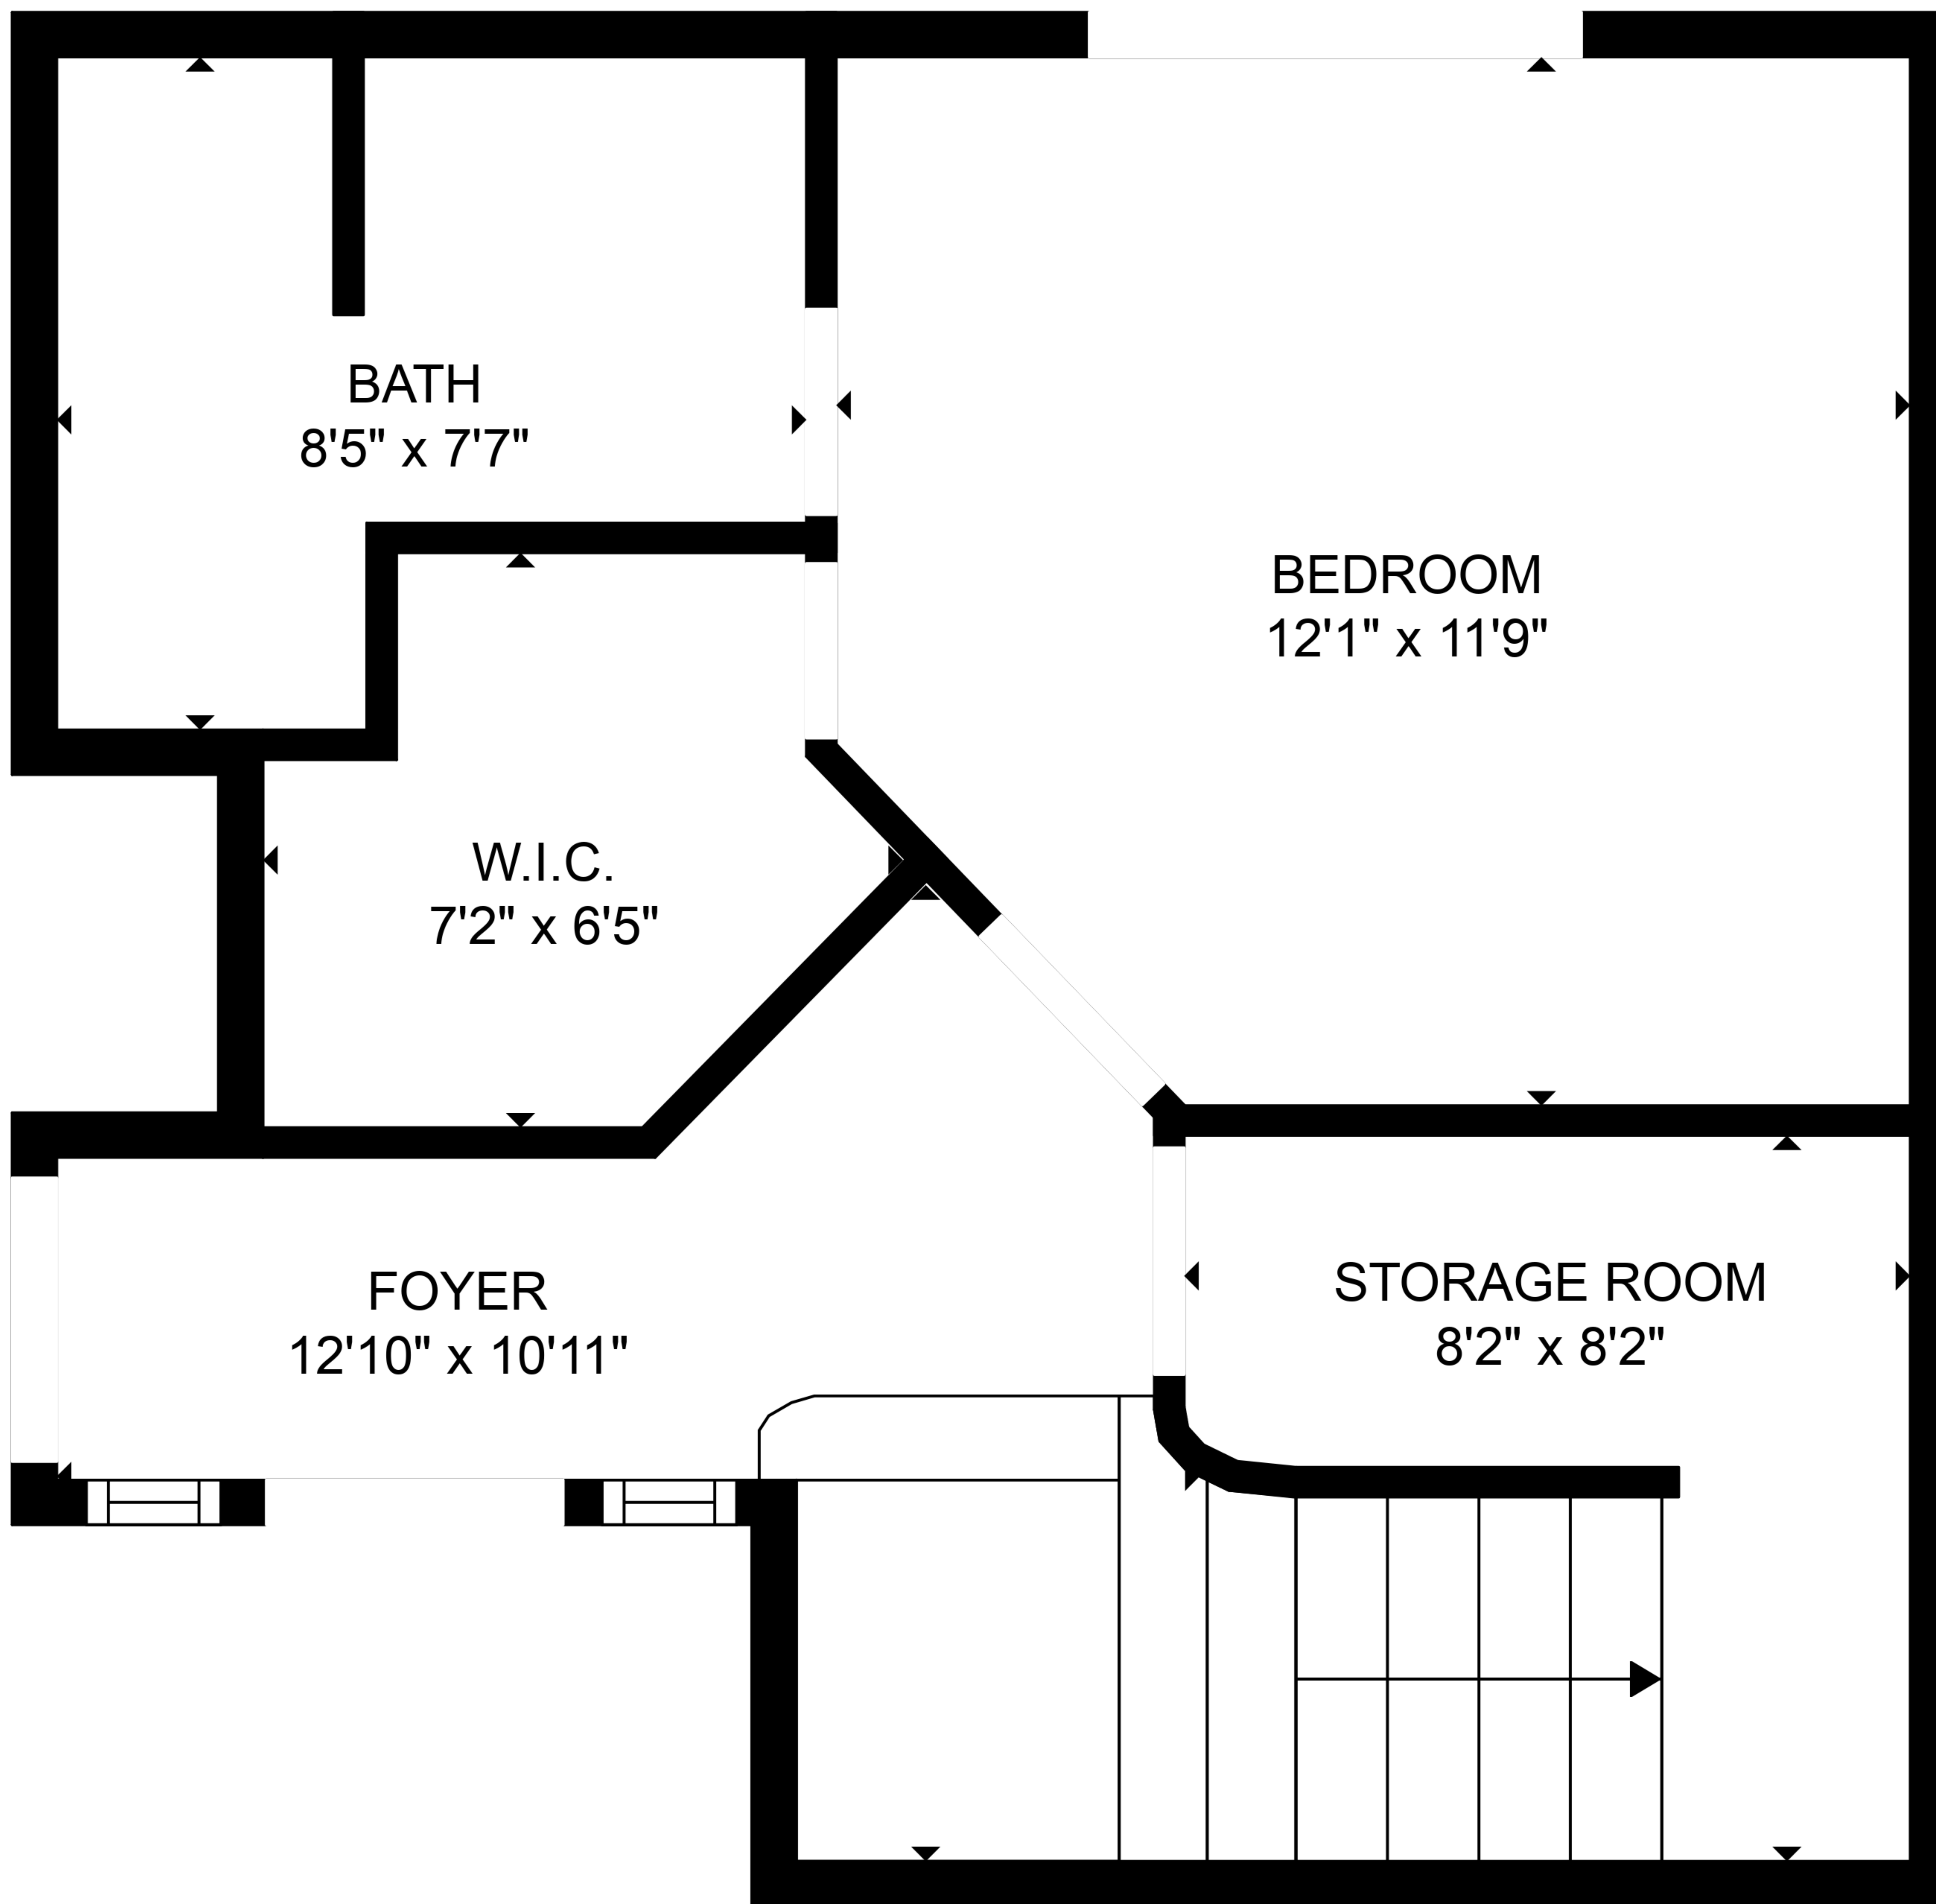 BATH
8'5" x 7'7"
BEDROOM
12'1" x 11'9"
W.I.C.
7'2" x 6'5"
FOYER
12'10" x 10'11"
STORAGE ROOM
8'2" x 8'2"